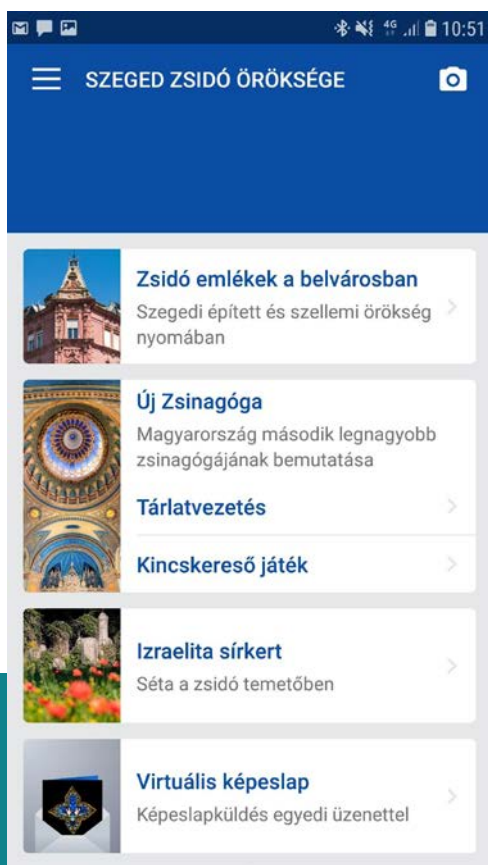 4G 10:51
SZEGED ZSIDÓ ÖRÖKSÉGE
Zsidó emlékek a belvárosban
Szegedi épített és szellemi örökség
nyomában
Új Zsinagóga
Magyarország második legnagyobb
zsinagógájának bemutatása
Tárlatvezetés
Kincskereső játék
Izraelita sírkert
Séta a zsidó temetőben
Virtuális képeslap
Képeslapküldés egyedi üzenettel